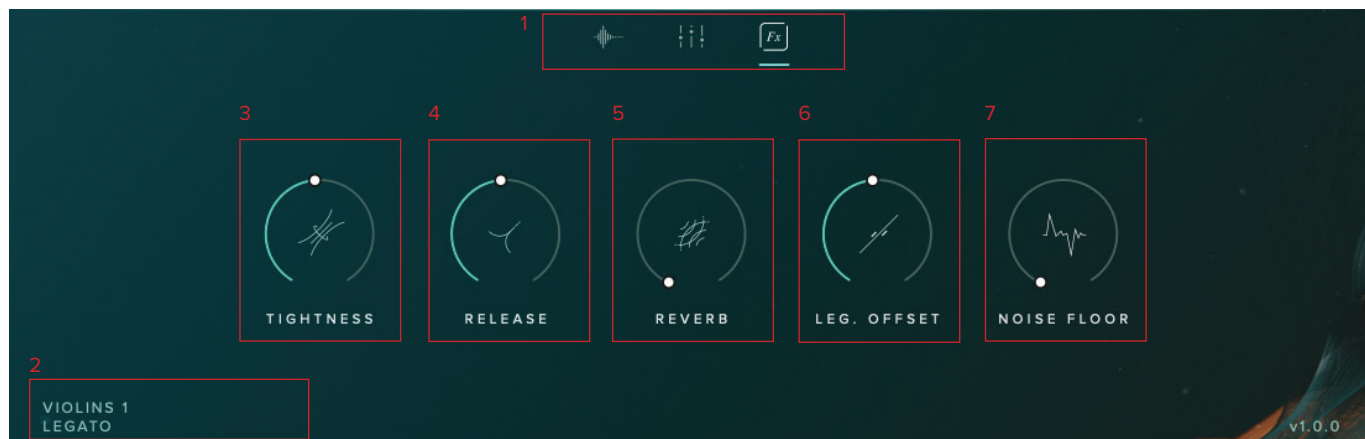 1
Fx
3
4
5
6
7
TIGHTNESS
RELEASE
REVERB
LEG. OFFSET
NOISE FLOOR
2
VIOLINS 1
LEGATO
v1.0.0